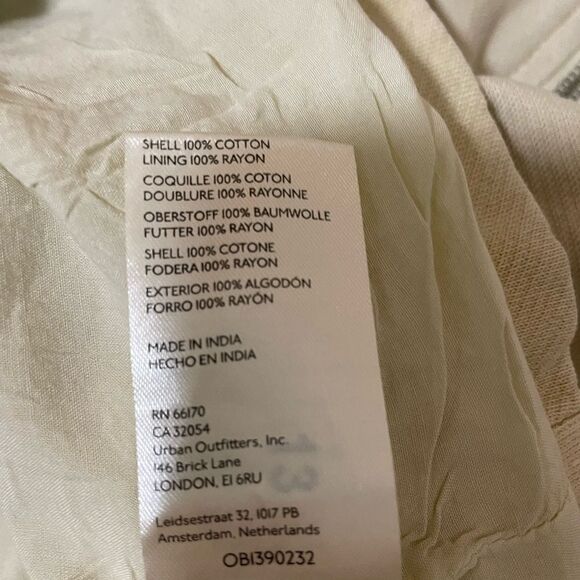 SHELL 100% COTTON
LINING 100% RAYON
COQUILLE 100% COTON
DOUBLURE 100% RAYONNE
OBERSTOFF 100% BAUMWOLLE
FUTTER 100% RAYON
SHELL 100% COTONE
FODERA 100% RAYON
EXTERIOR 100% ALGODÓN
FORRO 100% RAYÓN
MADE IN INDIA
HECHO EN INDIA
RN 66170
CA 32054
Urban Outfitters, Inc.
146 Brick Lane
LONDON, E1 6RU
Leidsestraat 32, 1017 PB
Amsterdam, Netherlands
OB1390232